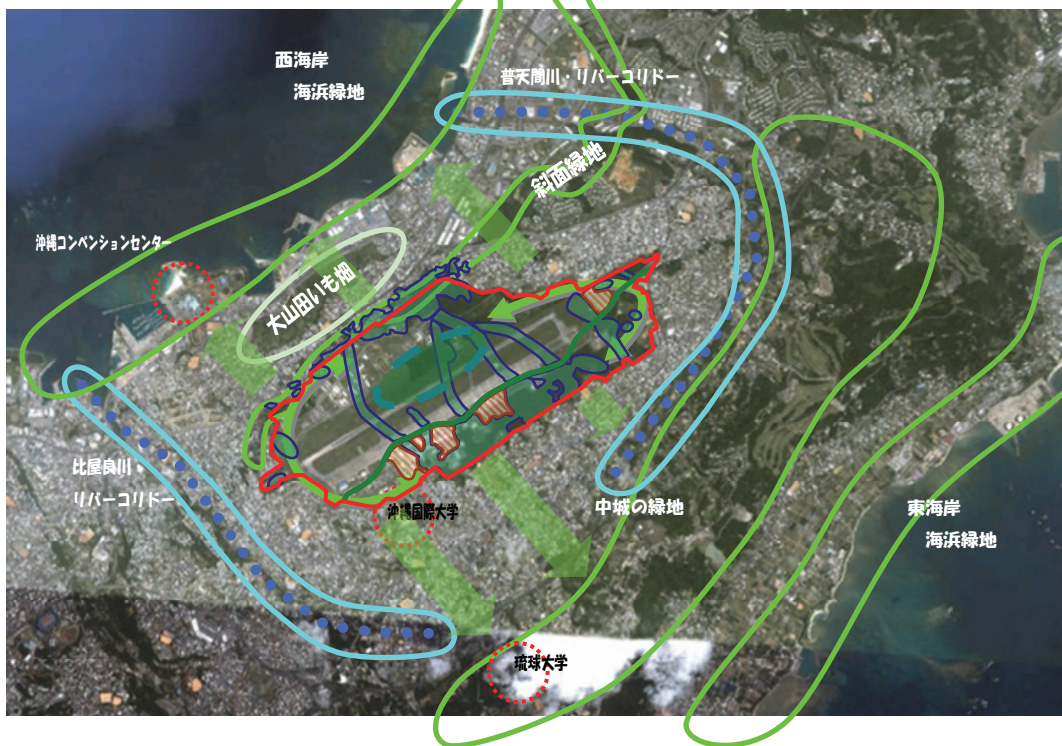 西海岸
海浜緑地
普天間川・リバーコリドー
斜面緑地
沖縄コンベンションセンター
大山田いも畑
比屋良川・
リバーコリドー
沖縄国際大学
中城の緑地
東海岸
海浜緑地
琉球大学